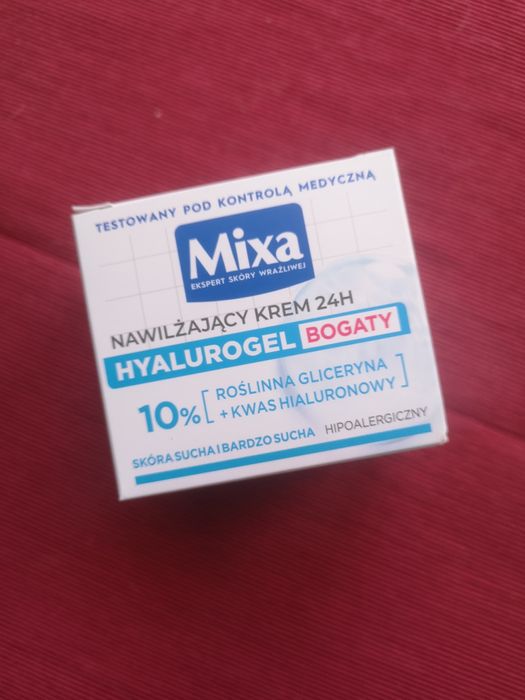 TESTOWANY POD KONTROLĄ MEDYCZNĄ
Mixa
EKSPERT SKÓRY WRAŻLIWEJ
NAWILŻAJĄCY KREM 24H
HYALUROGEL BOGATY
10% [ROŚLINNA GLICERYNA
+ KWAS HIALURONOWY]
SKÓRA SUCHA I BARDZO SUCHA HIPOALERGICZNY